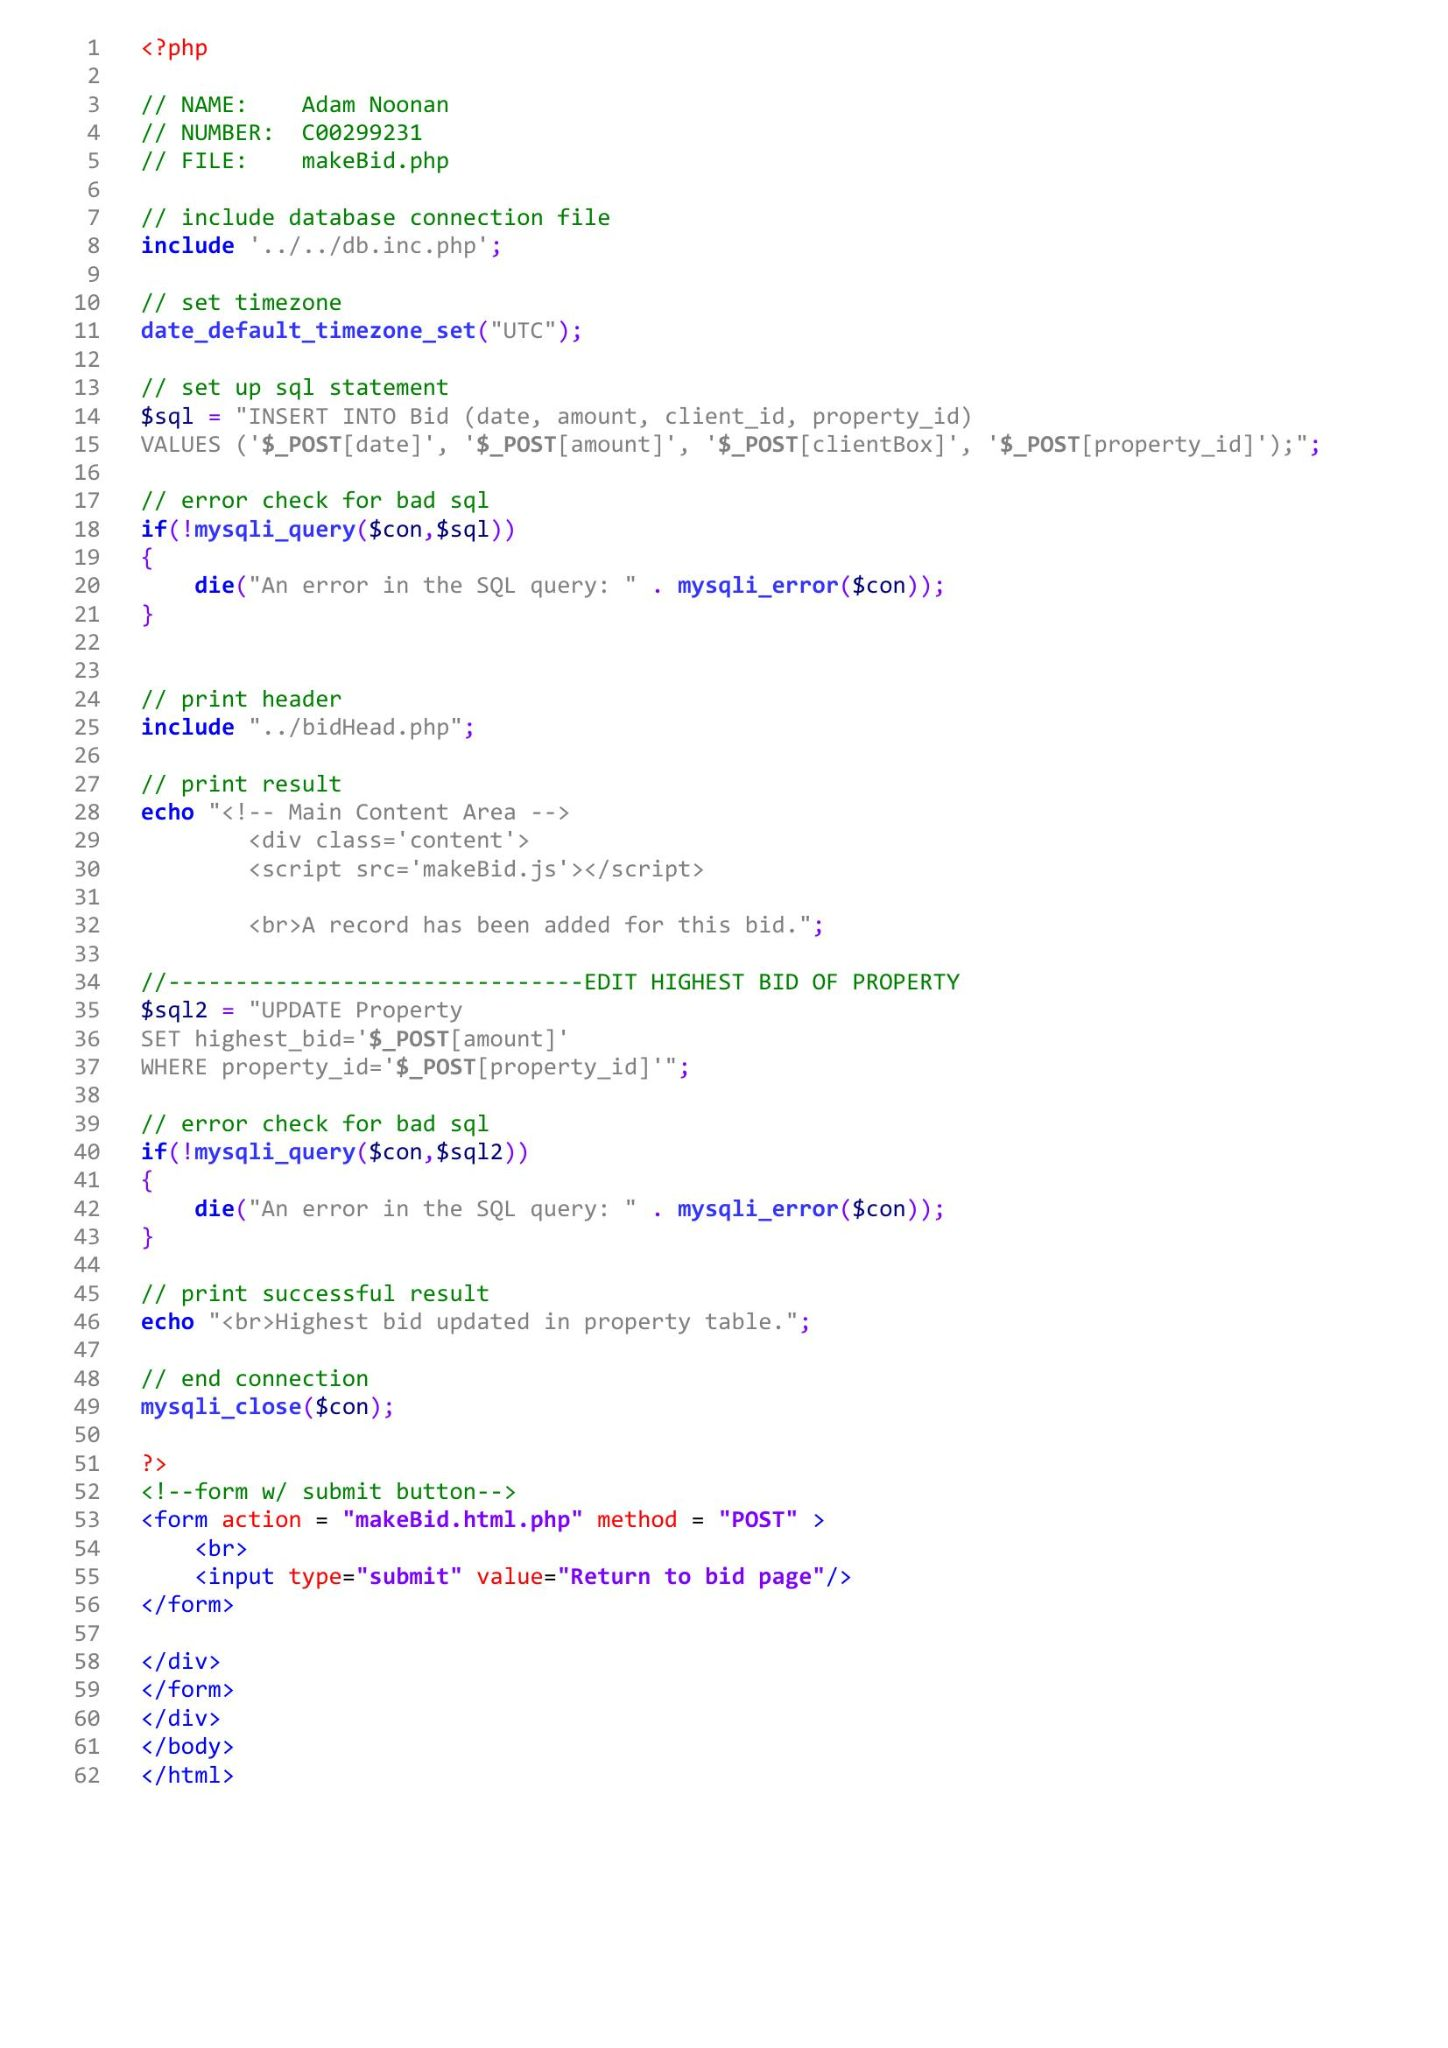 1 <?php
2
3 // NAME:    Adam Noonan
4 // NUMBER:  C00299231
5 // FILE:    makeBid.php
6
7 // include database connection file
8 include '../../db.inc.php';
9
10 // set timezone
11 date_default_timezone_set("UTC");
12
13 // set up sql statement
14 $sql = "INSERT INTO Bid (date, amount, client_id, property_id)
15 VALUES ('$_POST[date]', '$_POST[amount]', '$_POST[clientBox]', '$_POST[property_id]');";
16
17 // error check for bad sql
18 if(!mysqli_query($con,$sql))
19 {
20     die("An error in the SQL query: " . mysqli_error($con));
21 }
22
23
24 // print header
25 include "../bidHead.php";
26
27 // print result
28 echo "<!-- Main Content Area -->
29         <div class='content'>
30         <script src='makeBid.js'></script>
31
32         <br>A record has been added for this bid.";
33
34 //-------------------------------EDIT HIGHEST BID OF PROPERTY
35 $sql2 = "UPDATE Property
36 SET highest_bid='$_POST[amount]'
37 WHERE property_id='$_POST[property_id]'";
38
39 // error check for bad sql
40 if(!mysqli_query($con,$sql2))
41 {
42     die("An error in the SQL query: " . mysqli_error($con));
43 }
44
45 // print successful result
46 echo "<br>Highest bid updated in property table.";
47
48 // end connection
49 mysqli_close($con);
50
51 ?>
52 <!--form w/ submit button-->
53 <form action = "makeBid.html.php" method = "POST" >
54     <br>
55     <input type="submit" value="Return to bid page"/>
56 </form>
57
58 </div>
59 </form>
60 </div>
61 </body>
62 </html>